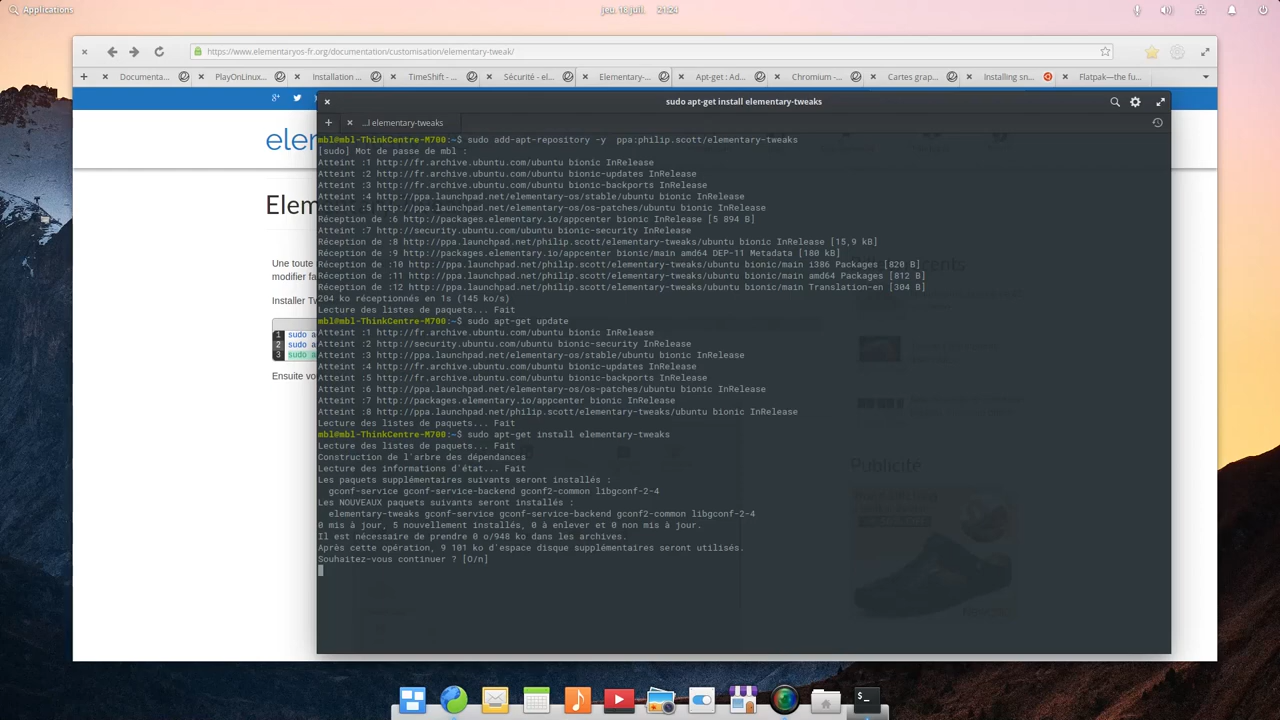 Applications
jeu. 18 juil. 21:24
https://www.elementaryos-fr.org/documentation/customisation/elementary-tweak/
Documenta...
PlayOnLinux...
Installation ...
TimeShift - ...
Sécurité - el...
Elementary-...
Apt-get : Ad...
Chromium - ...
Cartes grap...
Installing sn...
Flatpak—the fu...
sudo apt-get install elementary-tweaks
...l elementary-tweaks
elem
Elem
Une toute
modifier fa
Installer Tw
1 sudo a
2 sudo a
3 sudo a
Ensuite vo
mbl@mbl-ThinkCentre-M700:~$ sudo add-apt-repository -y  ppa:philip.scott/elementary-tweaks
[sudo] Mot de passe de mbl :
Atteint :1 http://fr.archive.ubuntu.com/ubuntu bionic InRelease
Atteint :2 http://fr.archive.ubuntu.com/ubuntu bionic-updates InRelease
Atteint :3 http://fr.archive.ubuntu.com/ubuntu bionic-backports InRelease
Atteint :4 http://ppa.launchpad.net/elementary-os/stable/ubuntu bionic InRelease
Atteint :5 http://ppa.launchpad.net/elementary-os/os-patches/ubuntu bionic InRelease
Réception de :6 http://packages.elementary.io/appcenter bionic InRelease [5 894 B]
Atteint :7 http://security.ubuntu.com/ubuntu bionic-security InRelease
Réception de :8 http://ppa.launchpad.net/philip.scott/elementary-tweaks/ubuntu bionic InRelease [15,9 kB]
Réception de :9 http://packages.elementary.io/appcenter bionic/main amd64 DEP-11 Metadata [180 kB]
Réception de :10 http://ppa.launchpad.net/philip.scott/elementary-tweaks/ubuntu bionic/main i386 Packages [820 B]
Réception de :11 http://ppa.launchpad.net/philip.scott/elementary-tweaks/ubuntu bionic/main amd64 Packages [812 B]
Réception de :12 http://ppa.launchpad.net/philip.scott/elementary-tweaks/ubuntu bionic/main Translation-en [304 B]
204 ko réceptionnés en 1s (145 ko/s)
Lecture des listes de paquets... Fait
mbl@mbl-ThinkCentre-M700:~$ sudo apt-get update
Atteint :1 http://fr.archive.ubuntu.com/ubuntu bionic InRelease
Atteint :2 http://security.ubuntu.com/ubuntu bionic-security InRelease
Atteint :3 http://ppa.launchpad.net/elementary-os/stable/ubuntu bionic InRelease
Atteint :4 http://fr.archive.ubuntu.com/ubuntu bionic-updates InRelease
Atteint :5 http://fr.archive.ubuntu.com/ubuntu bionic-backports InRelease
Atteint :6 http://ppa.launchpad.net/elementary-os/os-patches/ubuntu bionic InRelease
Atteint :7 http://packages.elementary.io/appcenter bionic InRelease
Atteint :8 http://ppa.launchpad.net/philip.scott/elementary-tweaks/ubuntu bionic InRelease
Lecture des listes de paquets... Fait
mbl@mbl-ThinkCentre-M700:~$ sudo apt-get install elementary-tweaks
Lecture des listes de paquets... Fait
Construction de l'arbre des dépendances
Lecture des informations d'état... Fait
Les paquets supplémentaires suivants seront installés :
  gconf-service gconf-service-backend gconf2-common libgconf-2-4
Les NOUVEAUX paquets suivants seront installés :
  elementary-tweaks gconf-service gconf-service-backend gconf2-common libgconf-2-4
0 mis à jour, 5 nouvellement installés, 0 à enlever et 0 non mis à jour.
Il est nécessaire de prendre 0 o/948 ko dans les archives.
Après cette opération, 9 101 ko d'espace disque supplémentaires seront utilisés.
Souhaitez-vous continuer ? [O/n]
Publicité